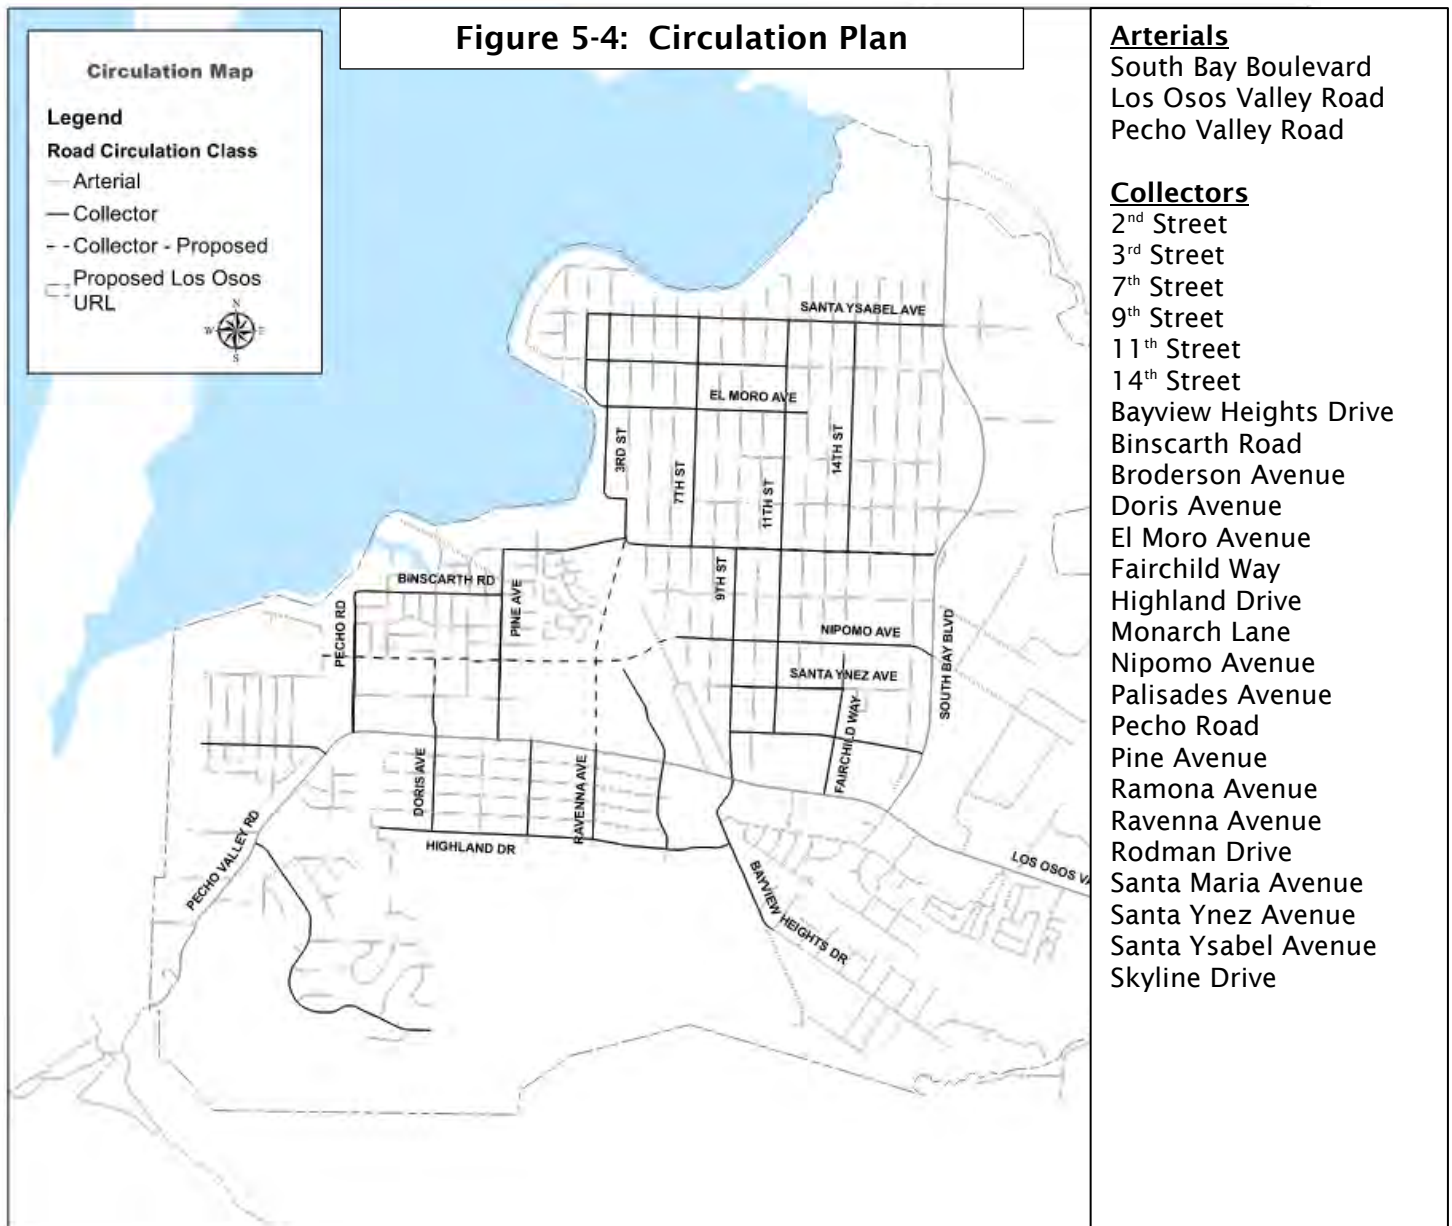 Figure 5-4: Circulation Plan
Circulation Map
Legend
Road Circulation Class
Arterial
Collector
Collector - Proposed
Proposed Los Osos
URL
N
W
E
S
SANTA YSABEL AVE
EL MORO AVE
3RD ST
7TH ST
11TH ST
14TH ST
9TH ST
BINSCARTH RD
PINE AVE
PECHO RD
NIPOMO AVE
SANTA YNEZ AVE
SOUTH BAY BLVD
FAIRCHILD WAY
DORIS AVE
RAVENNA AVE
HIGHLAND DR
PECHO VALLEY RD
BAYVIEW HEIGHTS DR
LOS OSOS VA
Arterials
South Bay Boulevard
Los Osos Valley Road
Pecho Valley Road
Collectors
2nd Street
3rd Street
7th Street
9th Street
11th Street
14th Street
Bayview Heights Drive
Binscarth Road
Broderson Avenue
Doris Avenue
El Moro Avenue
Fairchild Way
Highland Drive
Monarch Lane
Nipomo Avenue
Palisades Avenue
Pecho Road
Pine Avenue
Ramona Avenue
Ravenna Avenue
Rodman Drive
Santa Maria Avenue
Santa Ynez Avenue
Santa Ysabel Avenue
Skyline Drive